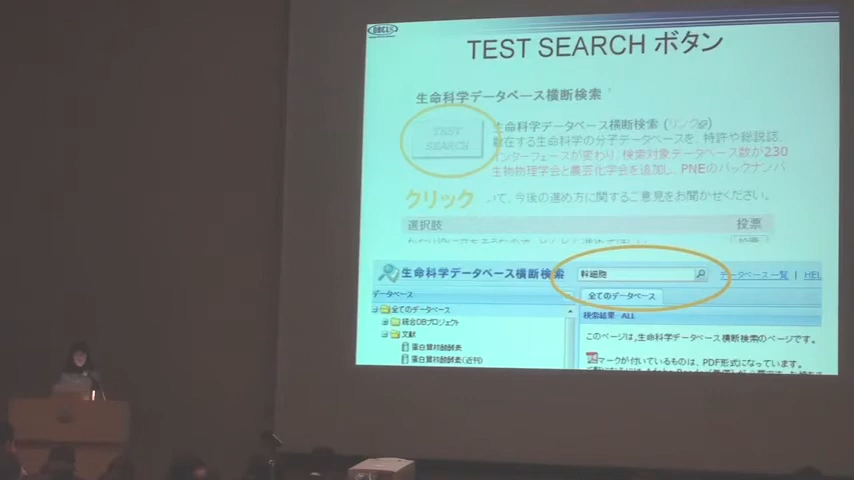 DBCLS
TEST SEARCH ボタン
生命科学データベース横断検索
生命科学データベース横断検索 (リンク)
TEST
SEARCH
散在する生命科学の分子データベースを、特許や総説誌、
インターフェースが変わり、検索対象データベース数が230
生物物理学会と農芸化学会を追加し、PNEのバックナンバ
クリック
いて、今後の進め方に関するご意見をお聞かせください。
選択肢 投票
生命科学データベース横断検索
幹細胞
データベース一覧 | HEL
データベース
全てのデータベース
全てのデータベース
統合DBプロジェクト
文献
蛋白質核酸酵素
蛋白質核酸酵素(近刊)
検索結果 ALL
このページは,生命科学データベース横断検索のページです。
マークが付いているものは、PDF形式になっています。